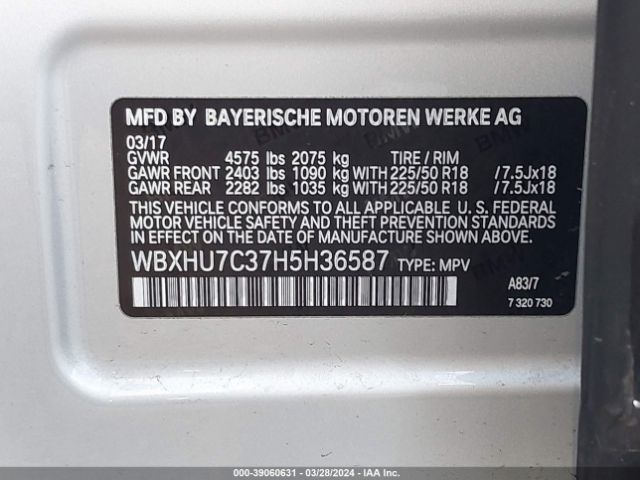 MFD BY BAYERISCHE MOTOREN WERKE AG
03/17
GVWR 4575 lbs 2075 kg TIRE / RIM
GAWR FRONT 2403 lbs 1090 kg WITH 225/50 R18 / 7.5Jx18
GAWR REAR 2282 lbs 1035 kg WITH 225/50 R18 / 7.5Jx18
THIS VEHICLE CONFORMS TO ALL APPLICABLE U. S. FEDERAL
MOTOR VEHICLE SAFETY AND THEFT PREVENTION STANDARDS
IN EFFECT ON THE DATE OF MANUFACTURE SHOWN ABOVE.
WBXHU7C37H5H36587 TYPE: MPV
A83/7
7 320 730
000-39060631 / 03/28/2024 - IAA Inc.